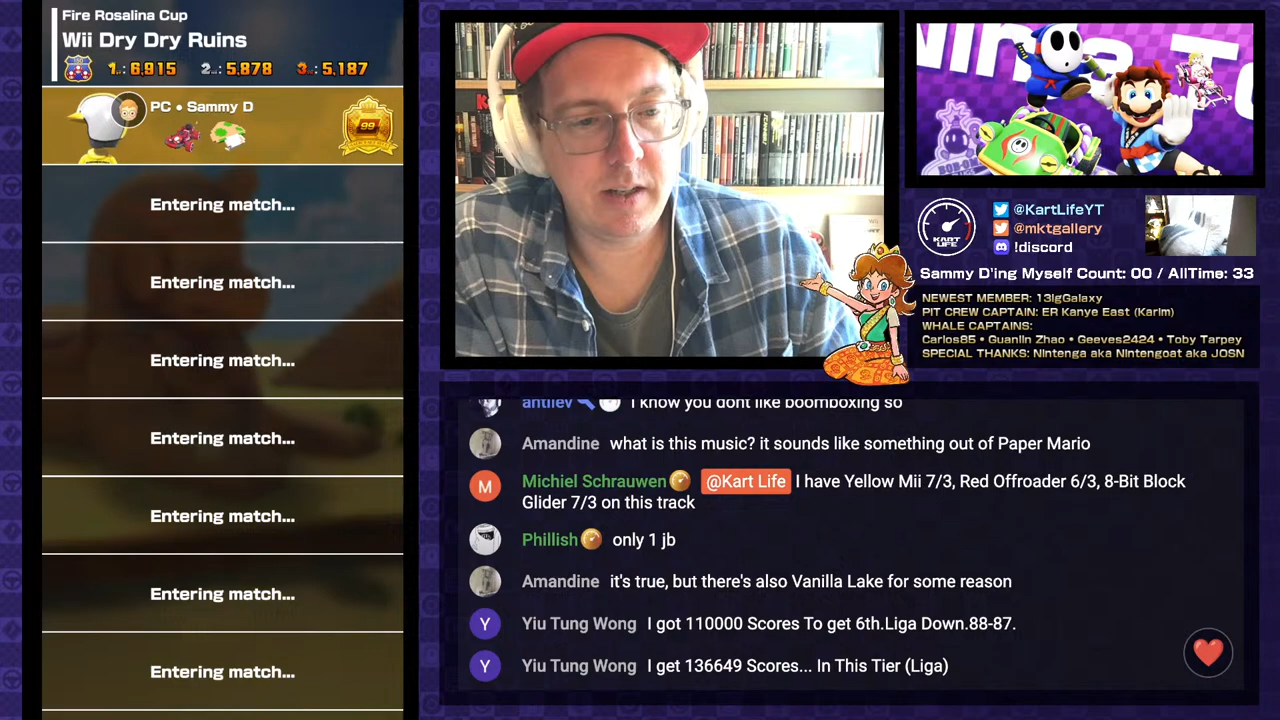 Fire Rosalina Cup
Wii Dry Dry Ruins
1st: 6,915 2nd: 5,878 3rd: 5,187
PC • Sammy D
99
Entering match...
Entering match...
Entering match...
Entering match...
Entering match...
Entering match...
Entering match...
KART LIFE
@KartLifeYT
@mktgallery
!discord
Sammy D'ing Myself Count: 00 / AllTime: 33
NEWEST MEMBER: 13lgGalaxy
PIT CREW CAPTAIN: ER Kanye East (Karim)
WHALE CAPTAINS:
Carlos85 • Guanlin Zhao • Geeves2424 • Toby Tarpey
SPECIAL THANKS: Nintenga aka Nintengoat aka JOSN
antilev I know you dont like boomboxing so
Amandine what is this music? it sounds like something out of Paper Mario
M Michiel Schrauwen @Kart Life I have Yellow Mii 7/3, Red Offroader 6/3, 8-Bit Block
Glider 7/3 on this track
Phillish only 1 jb
Amandine it's true, but there's also Vanilla Lake for some reason
Y Yiu Tung Wong I got 110000 Scores To get 6th.Liga Down.88-87.
Y Yiu Tung Wong I get 136649 Scores... In This Tier (Liga)